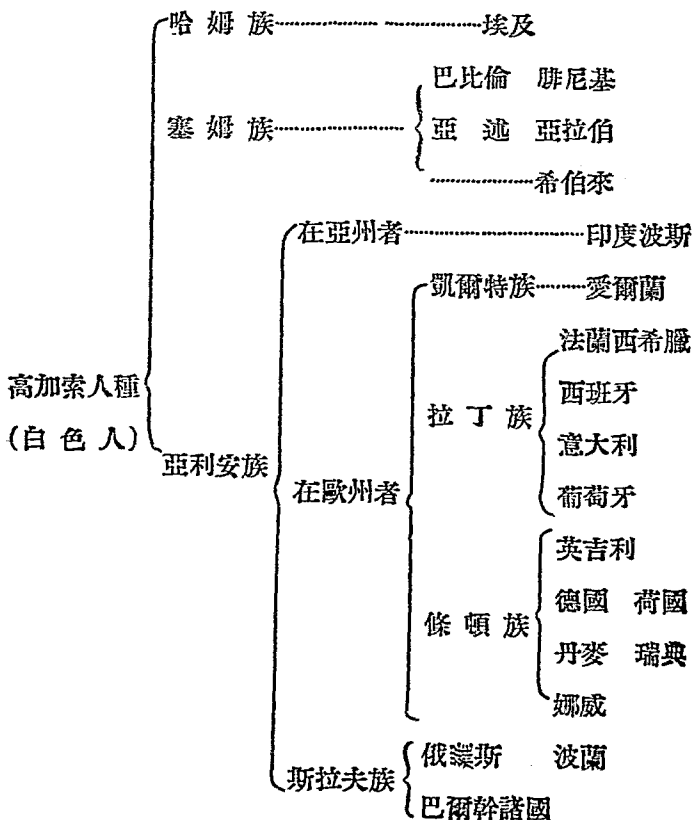 哈姆族 埃及
巴比倫 腓尼基
塞姆族 亞述 亞拉伯
希伯來
在亞州者 印度波斯
凱爾特族 愛爾蘭
法蘭西希臘
高加索人種 西班牙
拉丁族
(白色人) 意大利
亞利安族
在歐州者 葡萄牙
英吉利
德國 荷國
條頓族
丹麥 瑞典
娜威
俄羅斯 波蘭
斯拉夫族
巴爾幹諸國